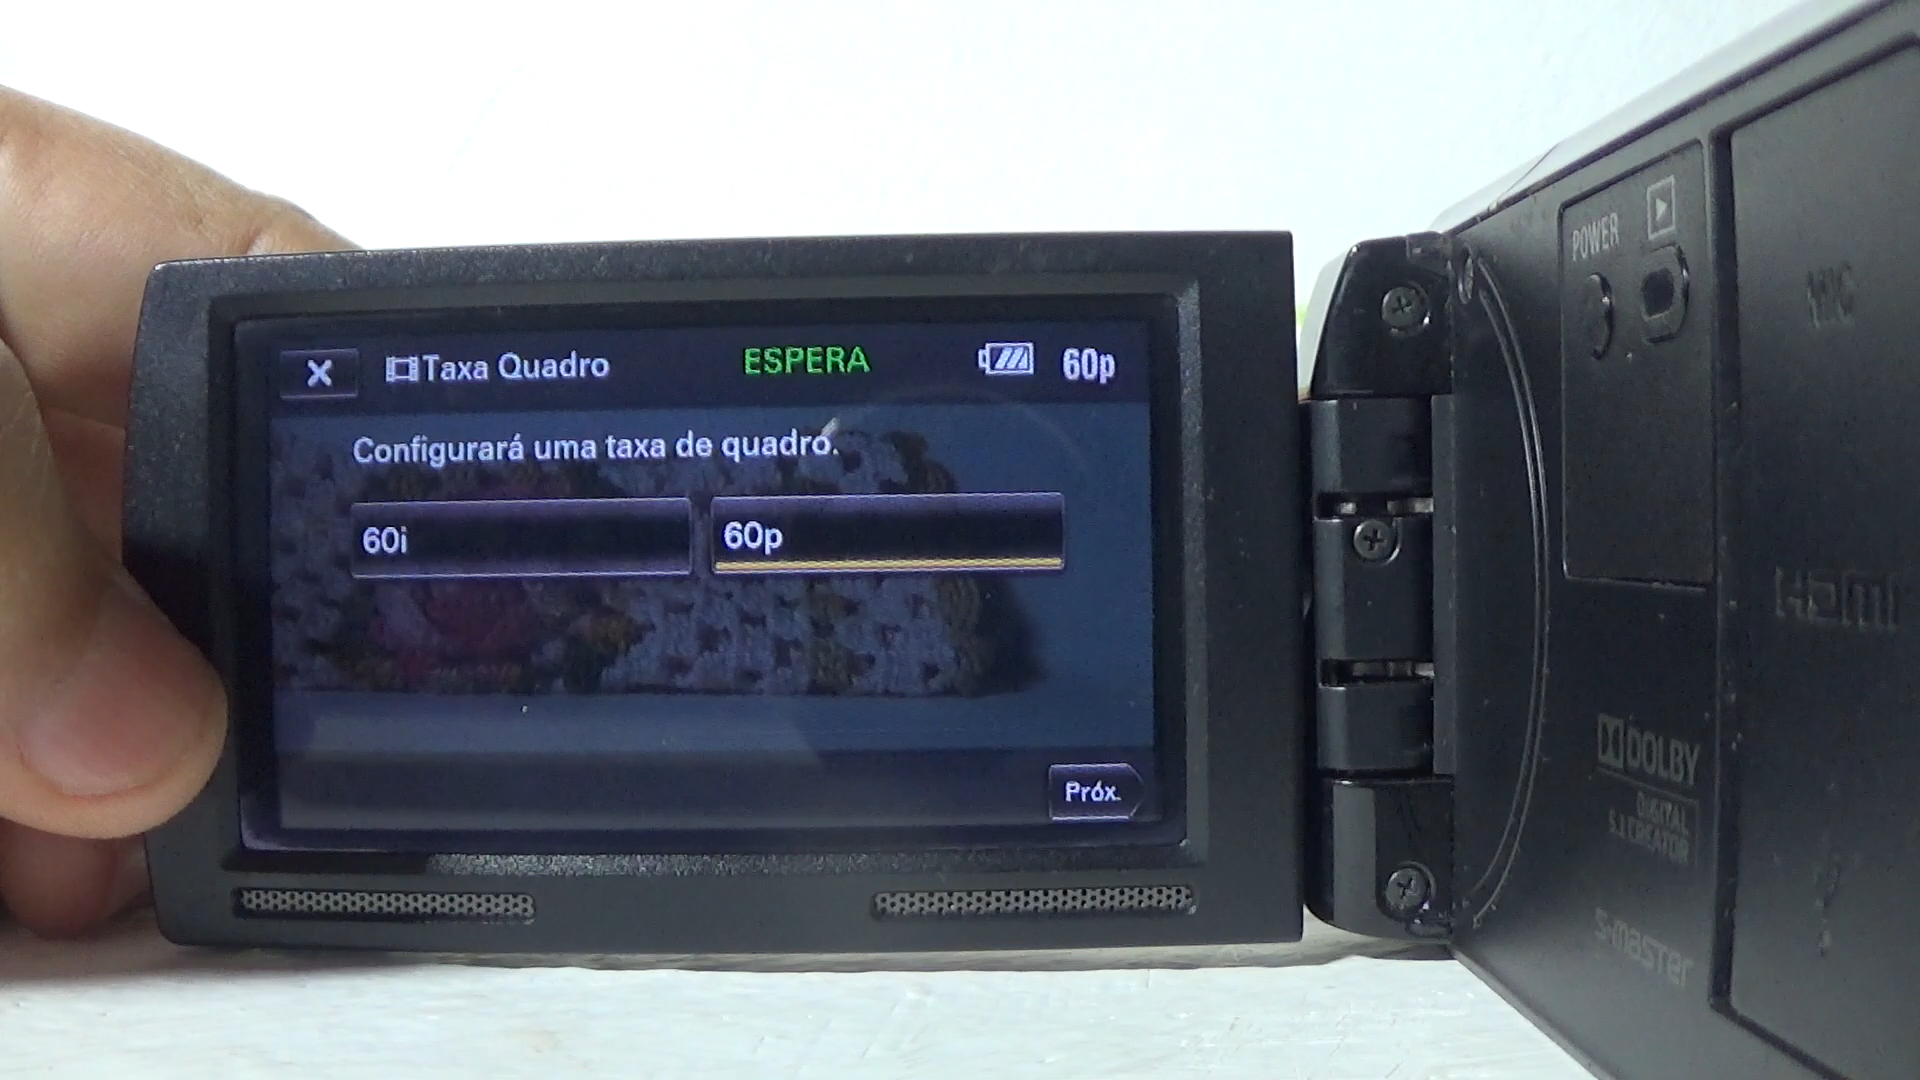 Taxa Quadro ESPERA 60p
Configurará uma taxa de quadro.
60i 60p
Próx.
POWER
HDMI
DOLBY
DIGITAL
5.1 CREATOR
S-master